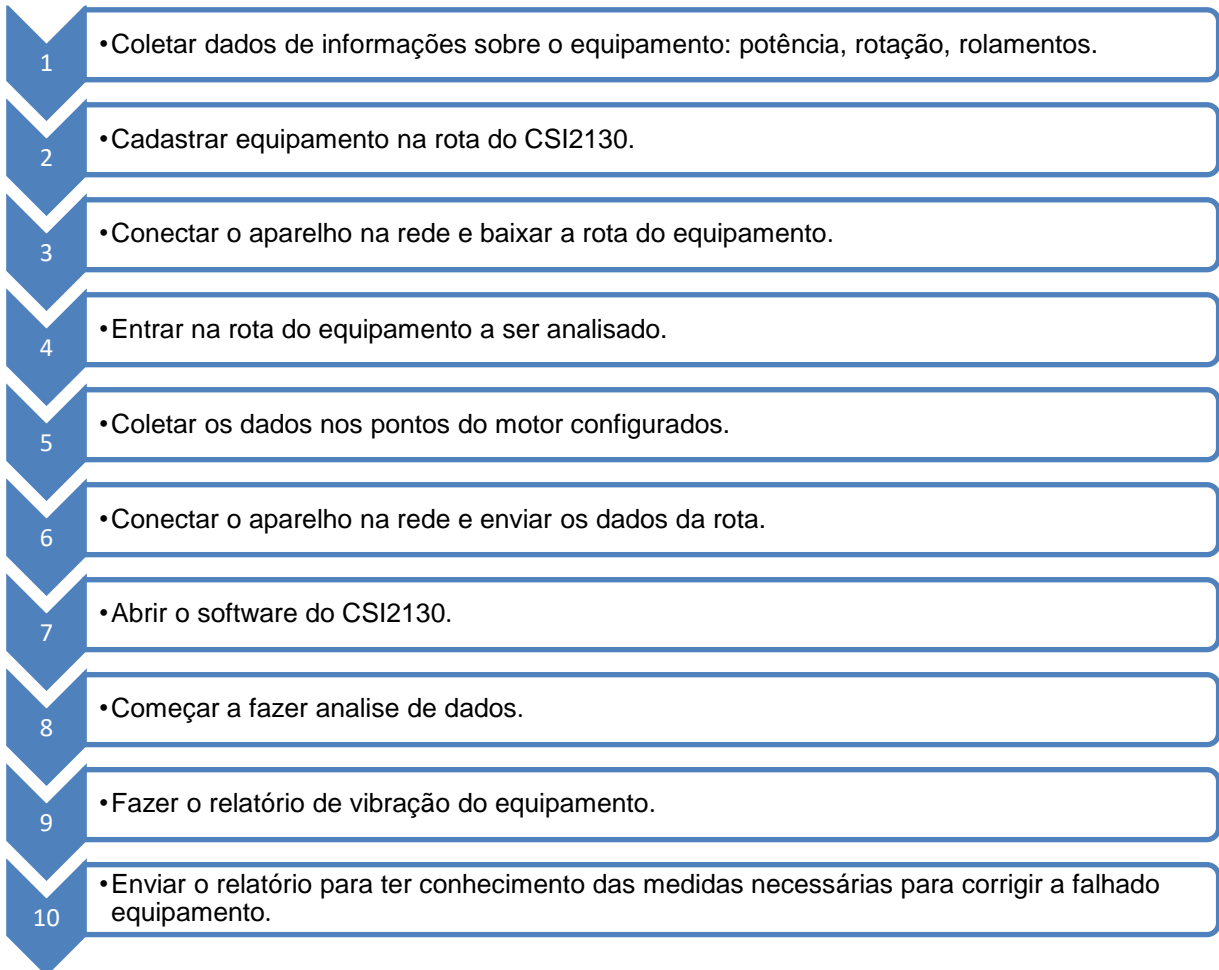 1
•Coletar dados de informações sobre o equipamento: potência, rotação, rolamentos.
2
•Cadastrar equipamento na rota do CSI2130.
3
•Conectar o aparelho na rede e baixar a rota do equipamento.
4
•Entrar na rota do equipamento a ser analisado.
5
•Coletar os dados nos pontos do motor configurados.
6
•Conectar o aparelho na rede e enviar os dados da rota.
7
•Abrir o software do CSI2130.
8
•Começar a fazer analise de dados.
9
•Fazer o relatório de vibração do equipamento.
10
•Enviar o relatório para ter conhecimento das medidas necessárias para corrigir a falhado
equipamento.